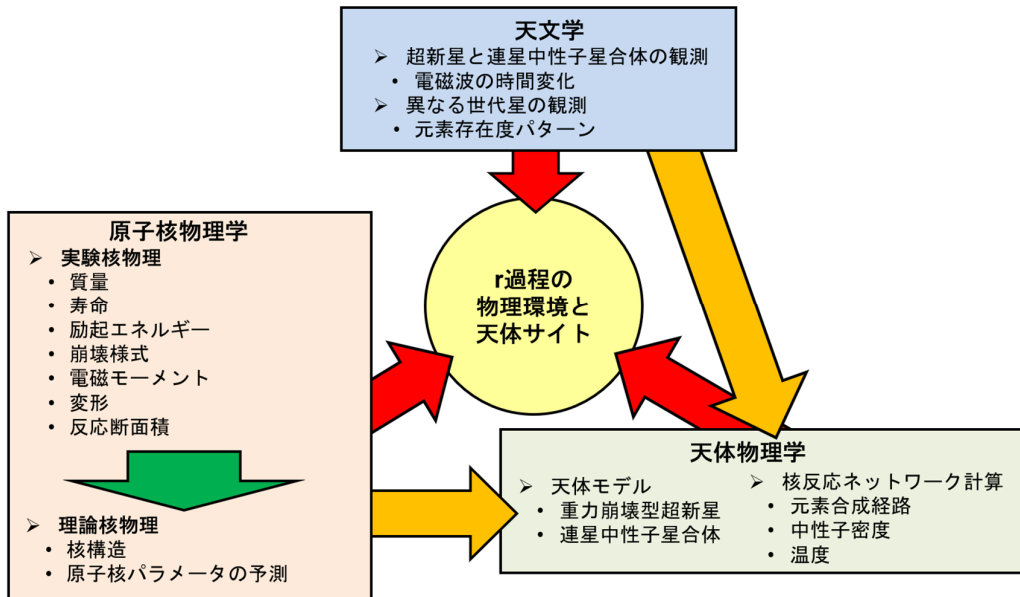 天文学
➢ 超新星と連星中性子星合体の観測
• 電磁波の時間変化
➢ 異なる世代星の観測
• 元素存在度パターン
原子核物理学
➢ 実験核物理
• 質量
• 寿命
• 励起エネルギー
• 崩壊様式
• 電磁モーメント
• 変形
• 反応断面積
➢ 理論核物理
• 核構造
• 原子核パラメータの予測
r過程の
物理環境と
天体サイト
天体物理学
➢ 天体モデル
• 重力崩壊型超新星
• 連星中性子星合体
➢ 核反応ネットワーク計算
• 元素合成経路
• 中性子密度
• 温度